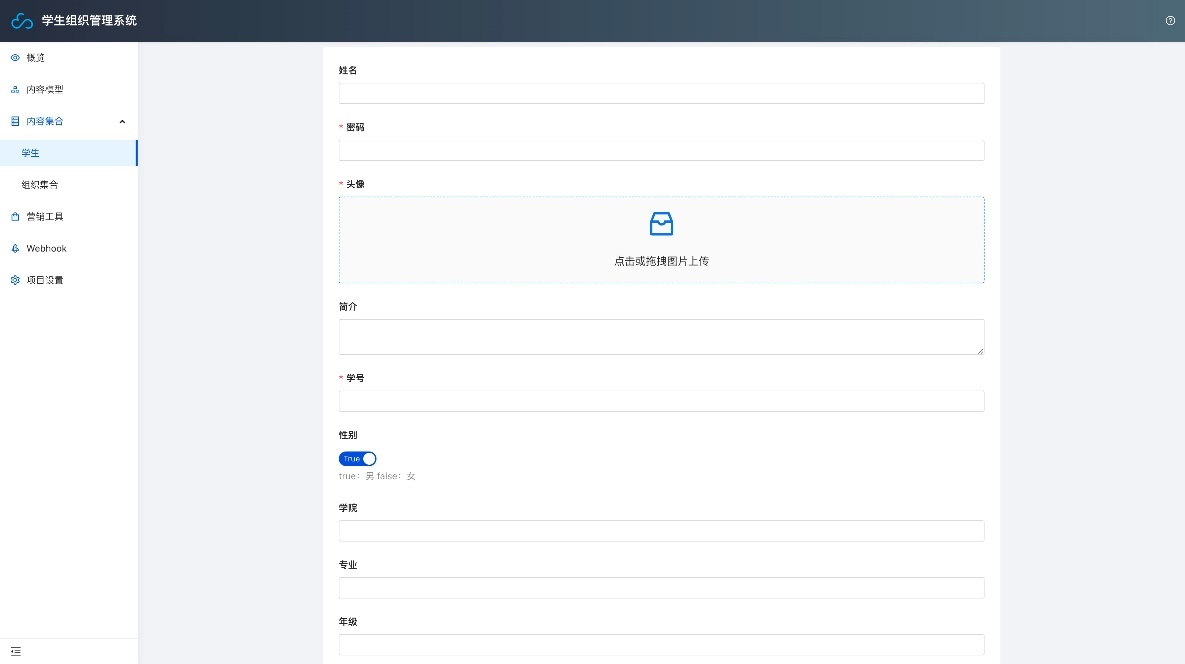 学生组织管理系统
概览
内容模型
内容集合
学生
组织集合
营销工具
Webhook
项目设置
姓名
* 密码
* 头像
点击或拖拽图片上传
简介
* 学号
性别
True
true：男 false：女
学院
专业
年级